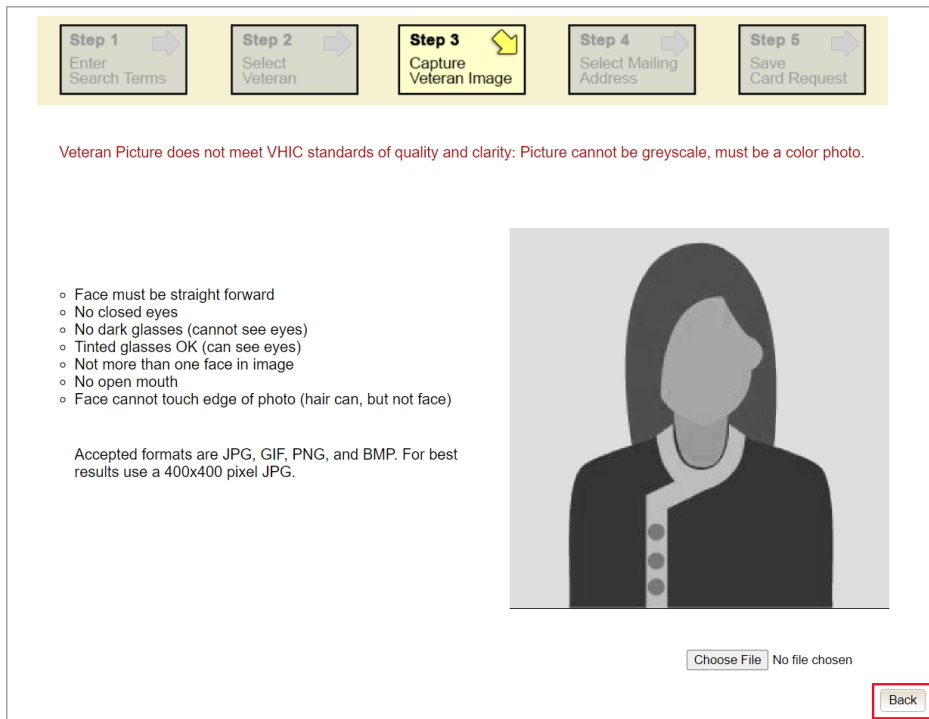 Step 1
Enter
Search Terms
Step 2
Select
Veteran
Step 3
Capture
Veteran Image
Step 4
Select Mailing
Address
Step 5
Save
Card Request
Veteran Picture does not meet VHIC standards of quality and clarity: Picture cannot be greyscale, must be a color photo.
Face must be straight forward
No closed eyes
No dark glasses (cannot see eyes)
Tinted glasses OK (can see eyes)
Not more than one face in image
No open mouth
Face cannot touch edge of photo (hair can, but not face)
Accepted formats are JPG, GIF, PNG, and BMP. For best
results use a 400x400 pixel JPG.
Choose File No file chosen
Back